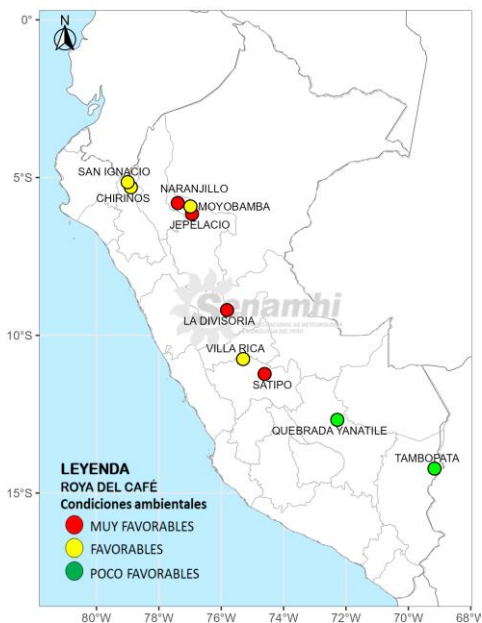 N
0°
SAN IGNACIO
5°S
NARANJILLO
CHIRINOS
MOYOBAMBA
JEPELACIO
Senamhi
LA DIVISORIA
10°S
VILLA RICA
SATIPO
QUEBRADA YANATILE
TAMBOPATA
LEYENDA
ROYA DEL CAFÉ
Condiciones ambientales
15°S
MUY FAVORABLES
FAVORABLES
POCO FAVORABLES
80°W 78°W 76°W 74°W 72°W 70°W 68°W